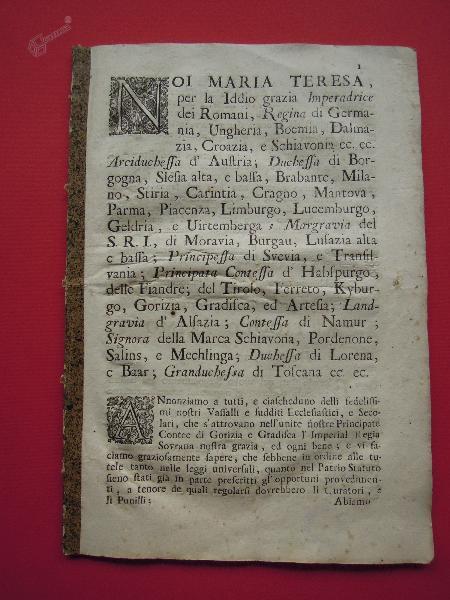 1
NOI MARIA TERESA,
per la Iddio grazia Imperadrice
dei Romani, Regina di Germa-
nia, Ungheria, Boemia, Dalma-
zia, Croazia, e Schiavonia ec. ec.
Arciduchessa d' Austria; Duchessa di Bor-
gogna, Slesia alta, e bassa, Brabante, Mila-
no, Stiria, Carintia, Cragno, Mantova,
Parma, Piacenza, Limburgo, Lucemburgo,
Geldria, e Uirtemberga; Margravia del
S. R. I., di Moravia, Burgau, Lusazia alta
e bassa; Principessa di Svevia, e Transil-
vania; Principata Contessa d' Habspurgo,
delle Fiandre; del Tirolo, Ferreto, Kybur-
go, Gorizia, Gradisca, ed Artesia; Land-
gravia d' Alsazia; Contessa di Namur;
Signora della Marca Schiavona, Pordenone,
Salins, e Mechlinga; Duchessa di Lorena,
e Baar; Granduchessa di Toscana ec. ec.
ANnonziamo a tutti, e ciascheduno delli fedelissi-
mi nostri Vasalli e sudditi Ecclesiastici, e Seco-
lari, che s'attrovano nell'unite nostre Principate
Contee di Gorizia e Gradisca l' Imperial Regia
Sovrana nostra grazia, ed ogni bene; e vi fa-
ciamo graziosamente sapere, che sebbene in ordine alle tu-
tele tanto nelle leggi universali, quanto nel Patrio Statuto
sieno stati già in parte prescritti gl'opportuni provedimen-
ti, a tenore de quali regolarsi dovrebbero li Curatori, e
li Pupilli; Abiamo